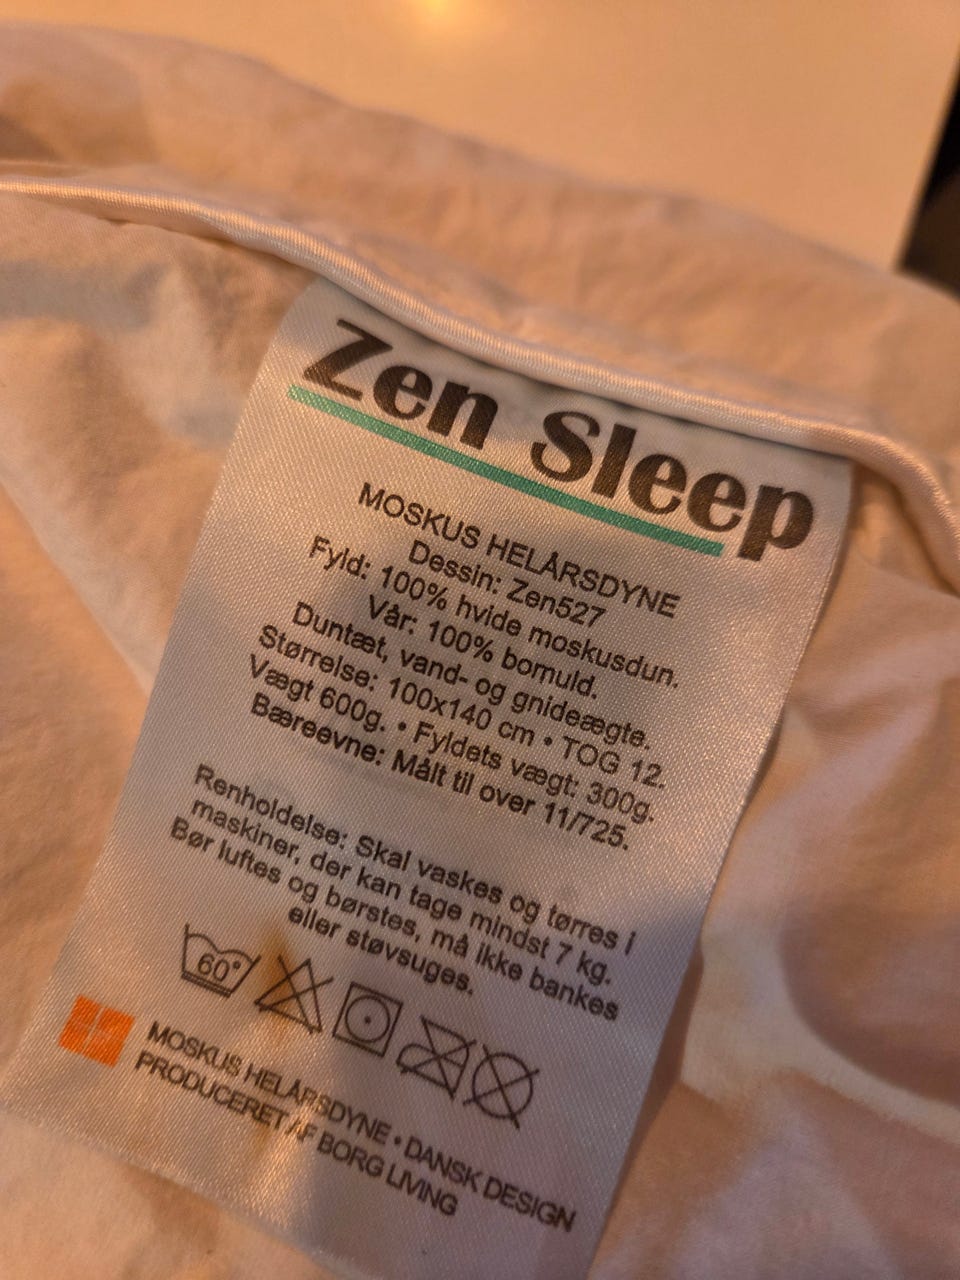 Zen Sleep
MOSKUS HELÅRSDYNE
Dessin: Zen527
Fyld: 100% hvide moskusdun.
Vår: 100% bomuld.
Duntæt, vand- og gnideægte.
Størrelse: 100x140 cm • TOG 12.
Vægt 600g. • Fyldets vægt: 300g.
Bæreevne: Målt til over 11/725.
Renholdelse: Skal vaskes og tørres i
maskiner, der kan tage mindst 7 kg.
Bør luftes og børstes, må ikke bankes
eller støvsuges.
60°
MOSKUS HELÅRSDYNE • DANSK DESIGN
PRODUCERET AF BORG LIVING